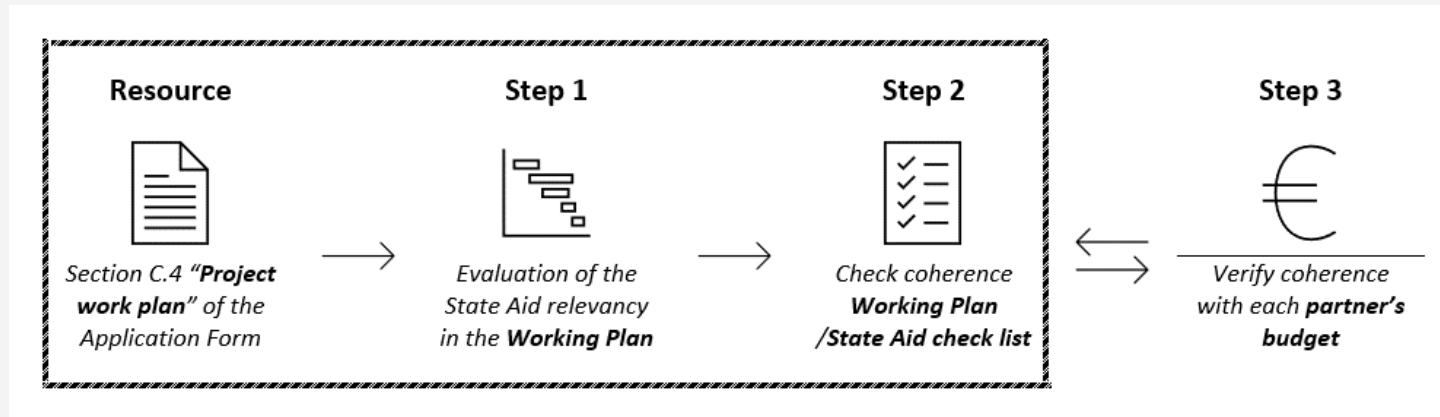 Resource
Section C.4 “Project
work plan” of the
Application Form
Step 1
Evaluation of the
State Aid relevancy
in the Working Plan
Step 2
Check coherence
Working Plan
/State Aid check list
Step 3
€
Verify coherence
with each partner’s
budget